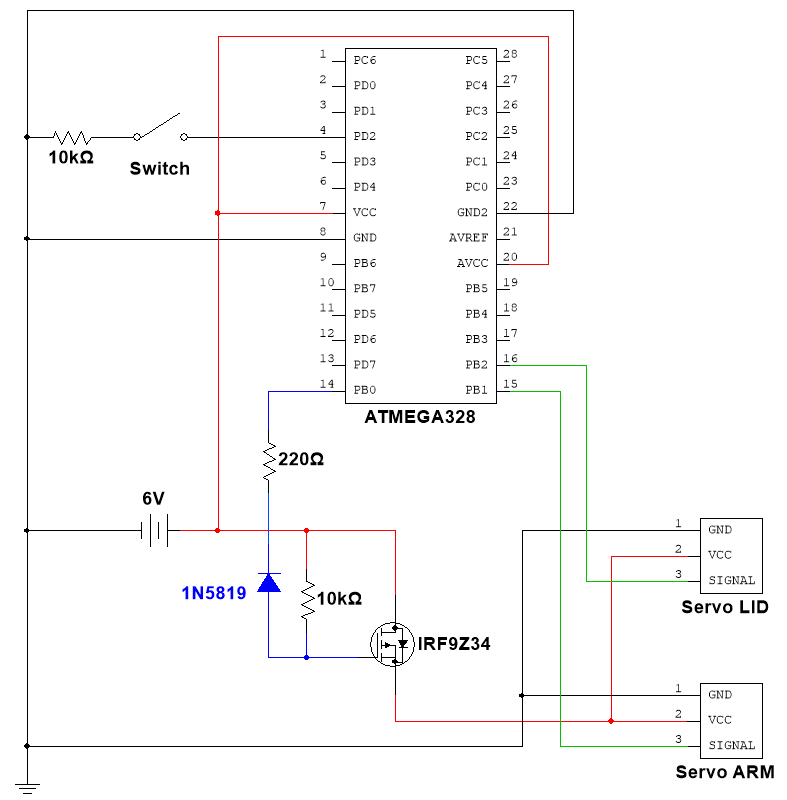 1 PC6 PC5 28
2 PD0 PC4 27
3 PD1 PC3 26
4 PD2 PC2 25
10kΩ
Switch
5 PD3 PC1 24
6 PD4 PC0 23
7 VCC GND2 22
8 GND AVREF 21
9 PB6 AVCC 20
10 PB7 PB5 19
11 PD5 PB4 18
12 PD6 PB3 17
13 PD7 PB2 16
14 PB0 PB1 15
ATMEGA328
220Ω
6V
1N5819
10kΩ
IRF9Z34
1 GND
2 VCC
3 SIGNAL
Servo LID
1 GND
2 VCC
3 SIGNAL
Servo ARM